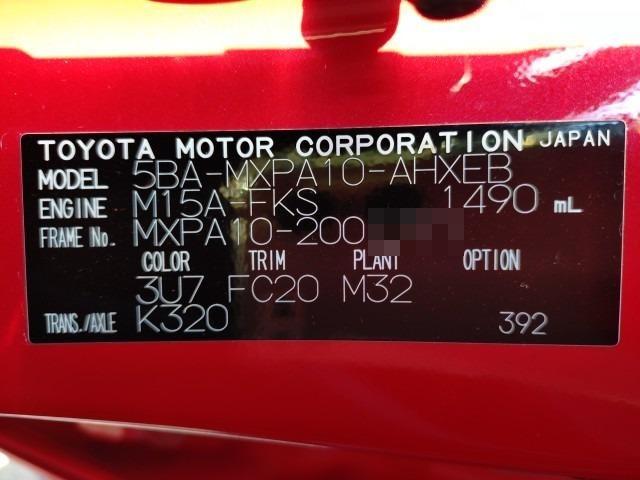 TOYOTA MOTOR CORPORATION JAPAN
MODEL 5BA-MXPA10-AHXEB
ENGINE M15A-FKS 1490 mL
FRAME No. MXPA10-200
COLOR TRIM PLANT OPTION
3U7 FC20 M32
TRANS./AXLE K320 392